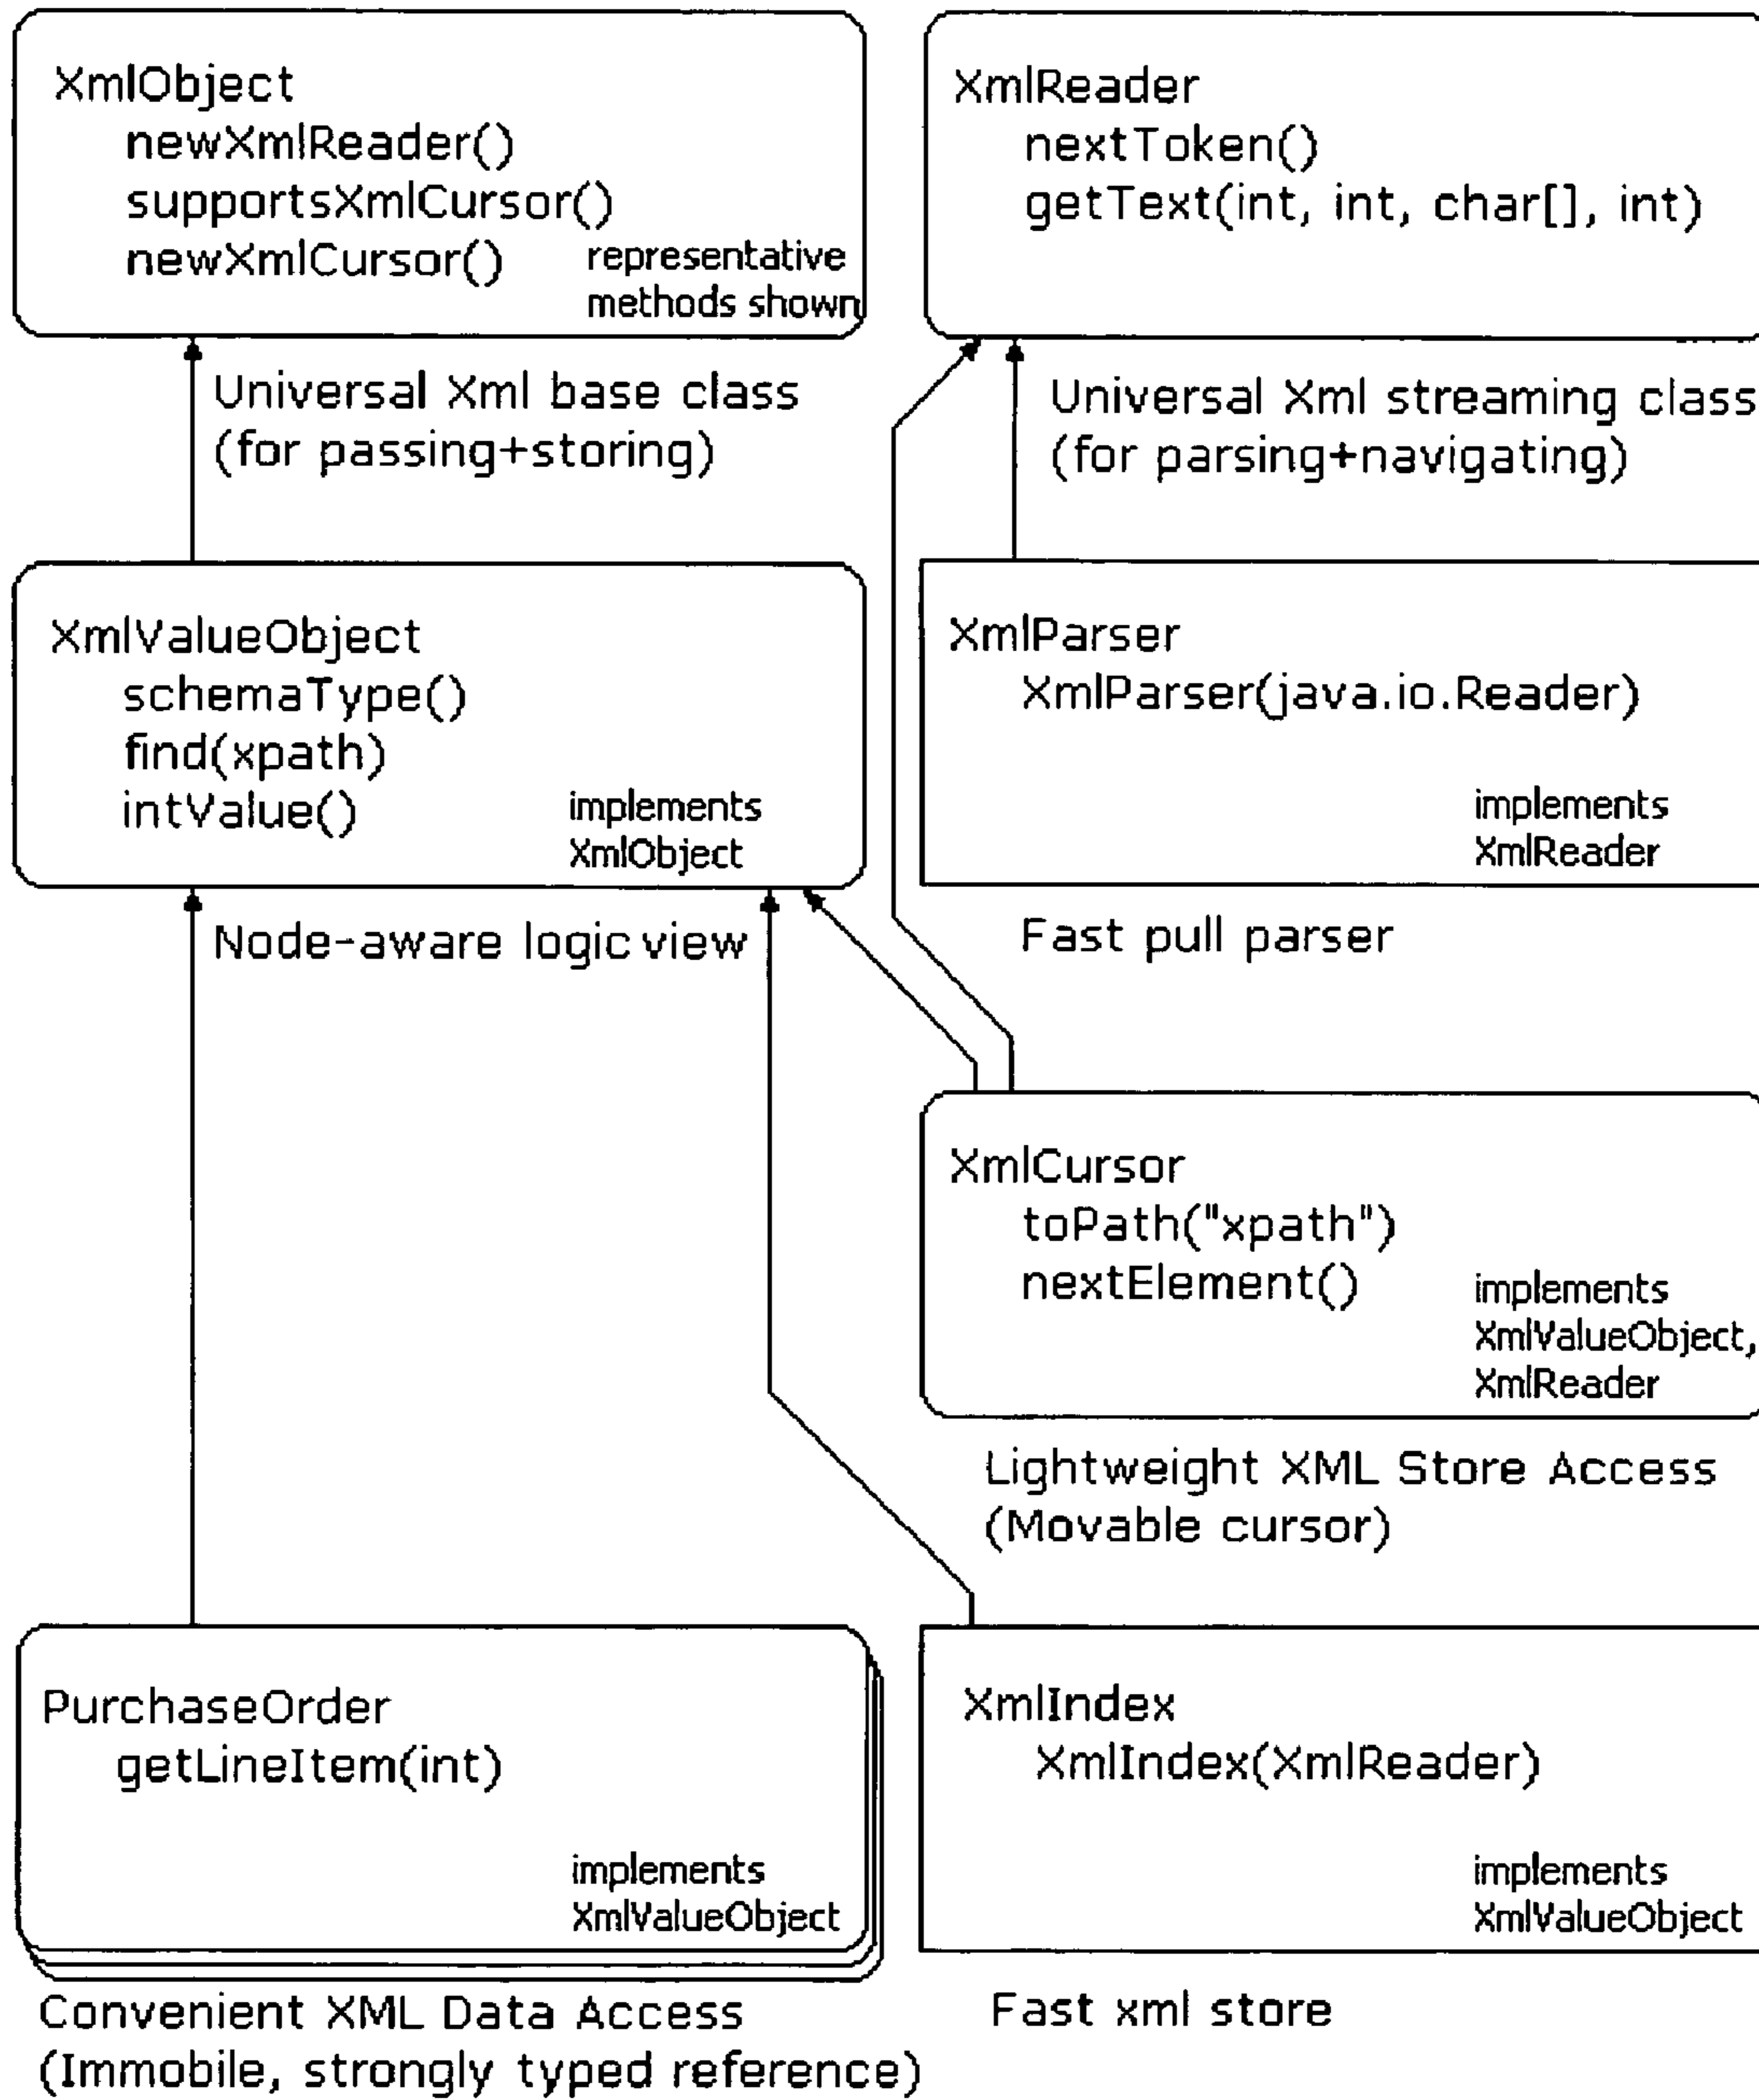 XmlObject
newXmlReader()
supportsXmlCursor()
newXmlCursor()
representative
methods shown
Universal Xml base class
(for passing+storing)
XmlReader
nextToken()
getText(int, int, char[], int)
Universal Xml streaming class
(for parsing+navigating)
XmlValueObject
schemaType()
find(xpath)
intValue()
implements
XmlObject
Node-aware logic view
XmlParser
XmlParser(java.io.Reader)
implements
XmlReader
Fast pull parser
XmlCursor
toPath("xpath")
nextElement()
implements
XmlValueObject,
XmlReader
Lightweight XML Store Access
(Movable cursor)
PurchaseOrder
getLineItem(int)
implements
XmlValueObject
Convenient XML Data Access
(Immobile, strongly typed reference)
XmlIndex
XmlIndex(XmlReader)
implements
XmlValueObject
Fast xml store